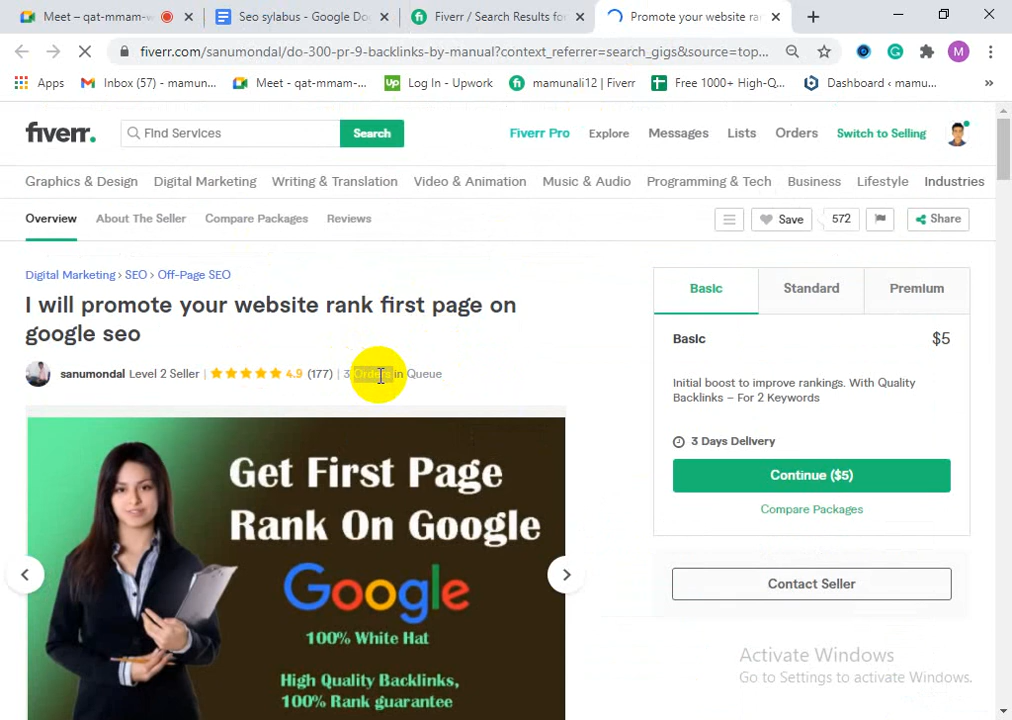 Meet – qat-mmam-v
Seo sylabus - Google Do
Fiverr / Search Results fo
Promote your website ra
fiverr.com/sanumondal/do-300-pr-9-backlinks-by-manual?context_referrer=search_gigs&source=top...
M
Apps
Inbox (57) - mamun...
Meet - qat-mmam-...
Up
Log In - Upwork
fi
mamunali12 | Fiverr
Free 1000+ High-Q...
Dashboard ‹ mamu...
»
fiverr.
Find Services
Search
Fiverr Pro
Explore
Messages
Lists
Orders
Switch to Selling
Graphics & Design
Digital Marketing
Writing & Translation
Video & Animation
Music & Audio
Programming & Tech
Business
Lifestyle
Industries
Overview
About The Seller
Compare Packages
Reviews
Save
572
Share
Digital Marketing › SEO › Off-Page SEO
I will promote your website rank first page on
google seo
sanumondal Level 2 Seller | 4.9 (177) | 3 Orders in Queue
Get First Page
Rank On Google
Google
100% White Hat
High Quality Backlinks,
100% Rank guarantee
Basic
Standard
Premium
Basic
$5
Initial boost to improve rankings. With Quality
Backlinks – For 2 Keywords
3 Days Delivery
Continue ($5)
Compare Packages
Contact Seller
Activate Windows
Go to Settings to activate Windows.